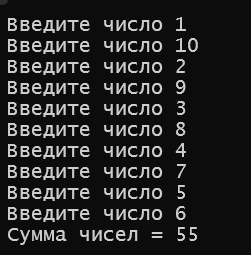 Введите число 1
Введите число 10
Введите число 2
Введите число 9
Введите число 3
Введите число 8
Введите число 4
Введите число 7
Введите число 5
Введите число 6
Сумма чисел = 55